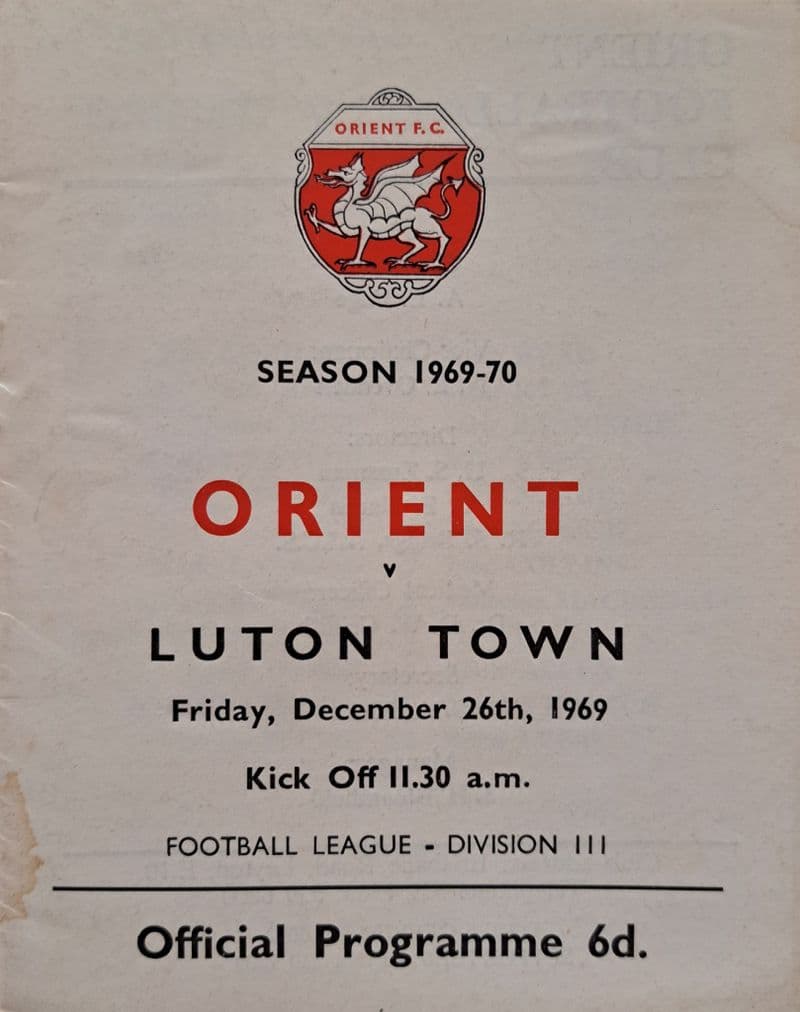 ORIENT F.C.
SEASON 1969-70
ORIENT
v
LUTON TOWN
Friday, December 26th, 1969
Kick Off 11.30 a.m.
FOOTBALL LEAGUE - DIVISION III
Official Programme 6d.